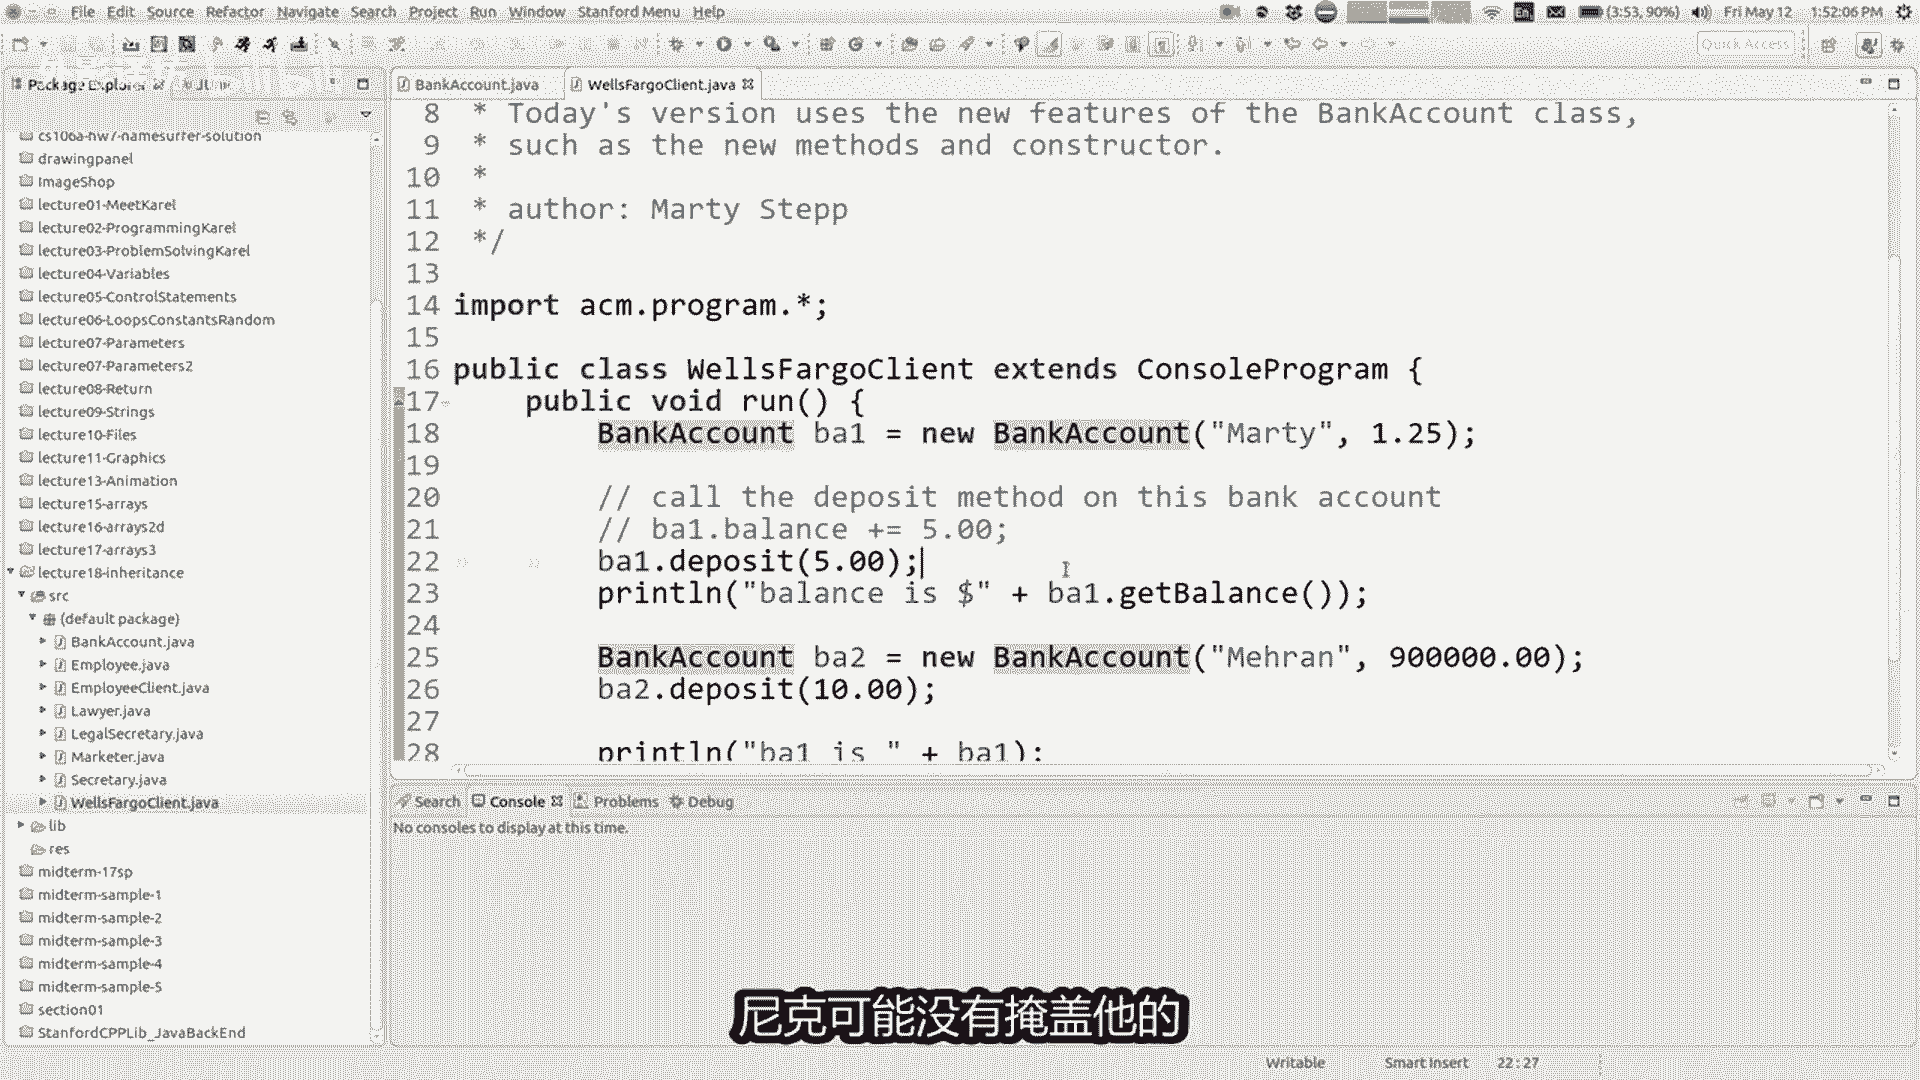 File Edit Source Refactor Navigate Search Project Run Window Stanford Menu Help
(3:53, 90%) Fri May 12 1:52:06 PM
Quick Access
Package Explorer
BankAccount.java
WellsFargoClient.java
cs106a-hw7-namesurfer-solution
drawingpanel
ImageShop
lecture01-MeetKarel
lecture02-ProgrammingKarel
lecture03-ProblemSolvingKarel
lecture04-Variables
lecture05-ControlStatements
lecture06-LoopsConstantsRandom
lecture07-Parameters
lecture07-Parameters2
lecture08-Return
lecture09-Strings
lecture10-Files
lecture11-Graphics
lecture13-Animation
lecture15-arrays
lecture16-arrays2d
lecture17-arrays3
lecture18-inheritance
src
(default package)
BankAccount.java
Employee.java
EmployeeClient.java
Lawyer.java
LegalSecretary.java
Marketer.java
Secretary.java
WellsFargoClient.java
lib
res
midterm-17sp
midterm-sample-1
midterm-sample-2
midterm-sample-3
midterm-sample-4
midterm-sample-5
section01
StanfordCPPLib_JavaBackEnd
8 * Today's version uses the new features of the BankAccount class,
9 * such as the new methods and constructor.
10 *
11 * author: Marty Stepp
12 */
13
14 import acm.program.*;
15
16 public class WellsFargoClient extends ConsoleProgram {
17 public void run() {
18 BankAccount ba1 = new BankAccount("Marty", 1.25);
19
20 // call the deposit method on this bank account
21 // ba1.balance += 5.00;
22 ba1.deposit(5.00);
23 println("balance is $" + ba1.getBalance());
24
25 BankAccount ba2 = new BankAccount("Mehran", 900000.00);
26 ba2.deposit(10.00);
27
28 println("ba1 is " + ba1);
Search Console Problems Debug
No consoles to display at this time.
尼克可能没有掩盖他的
Writable Smart Insert 22:27